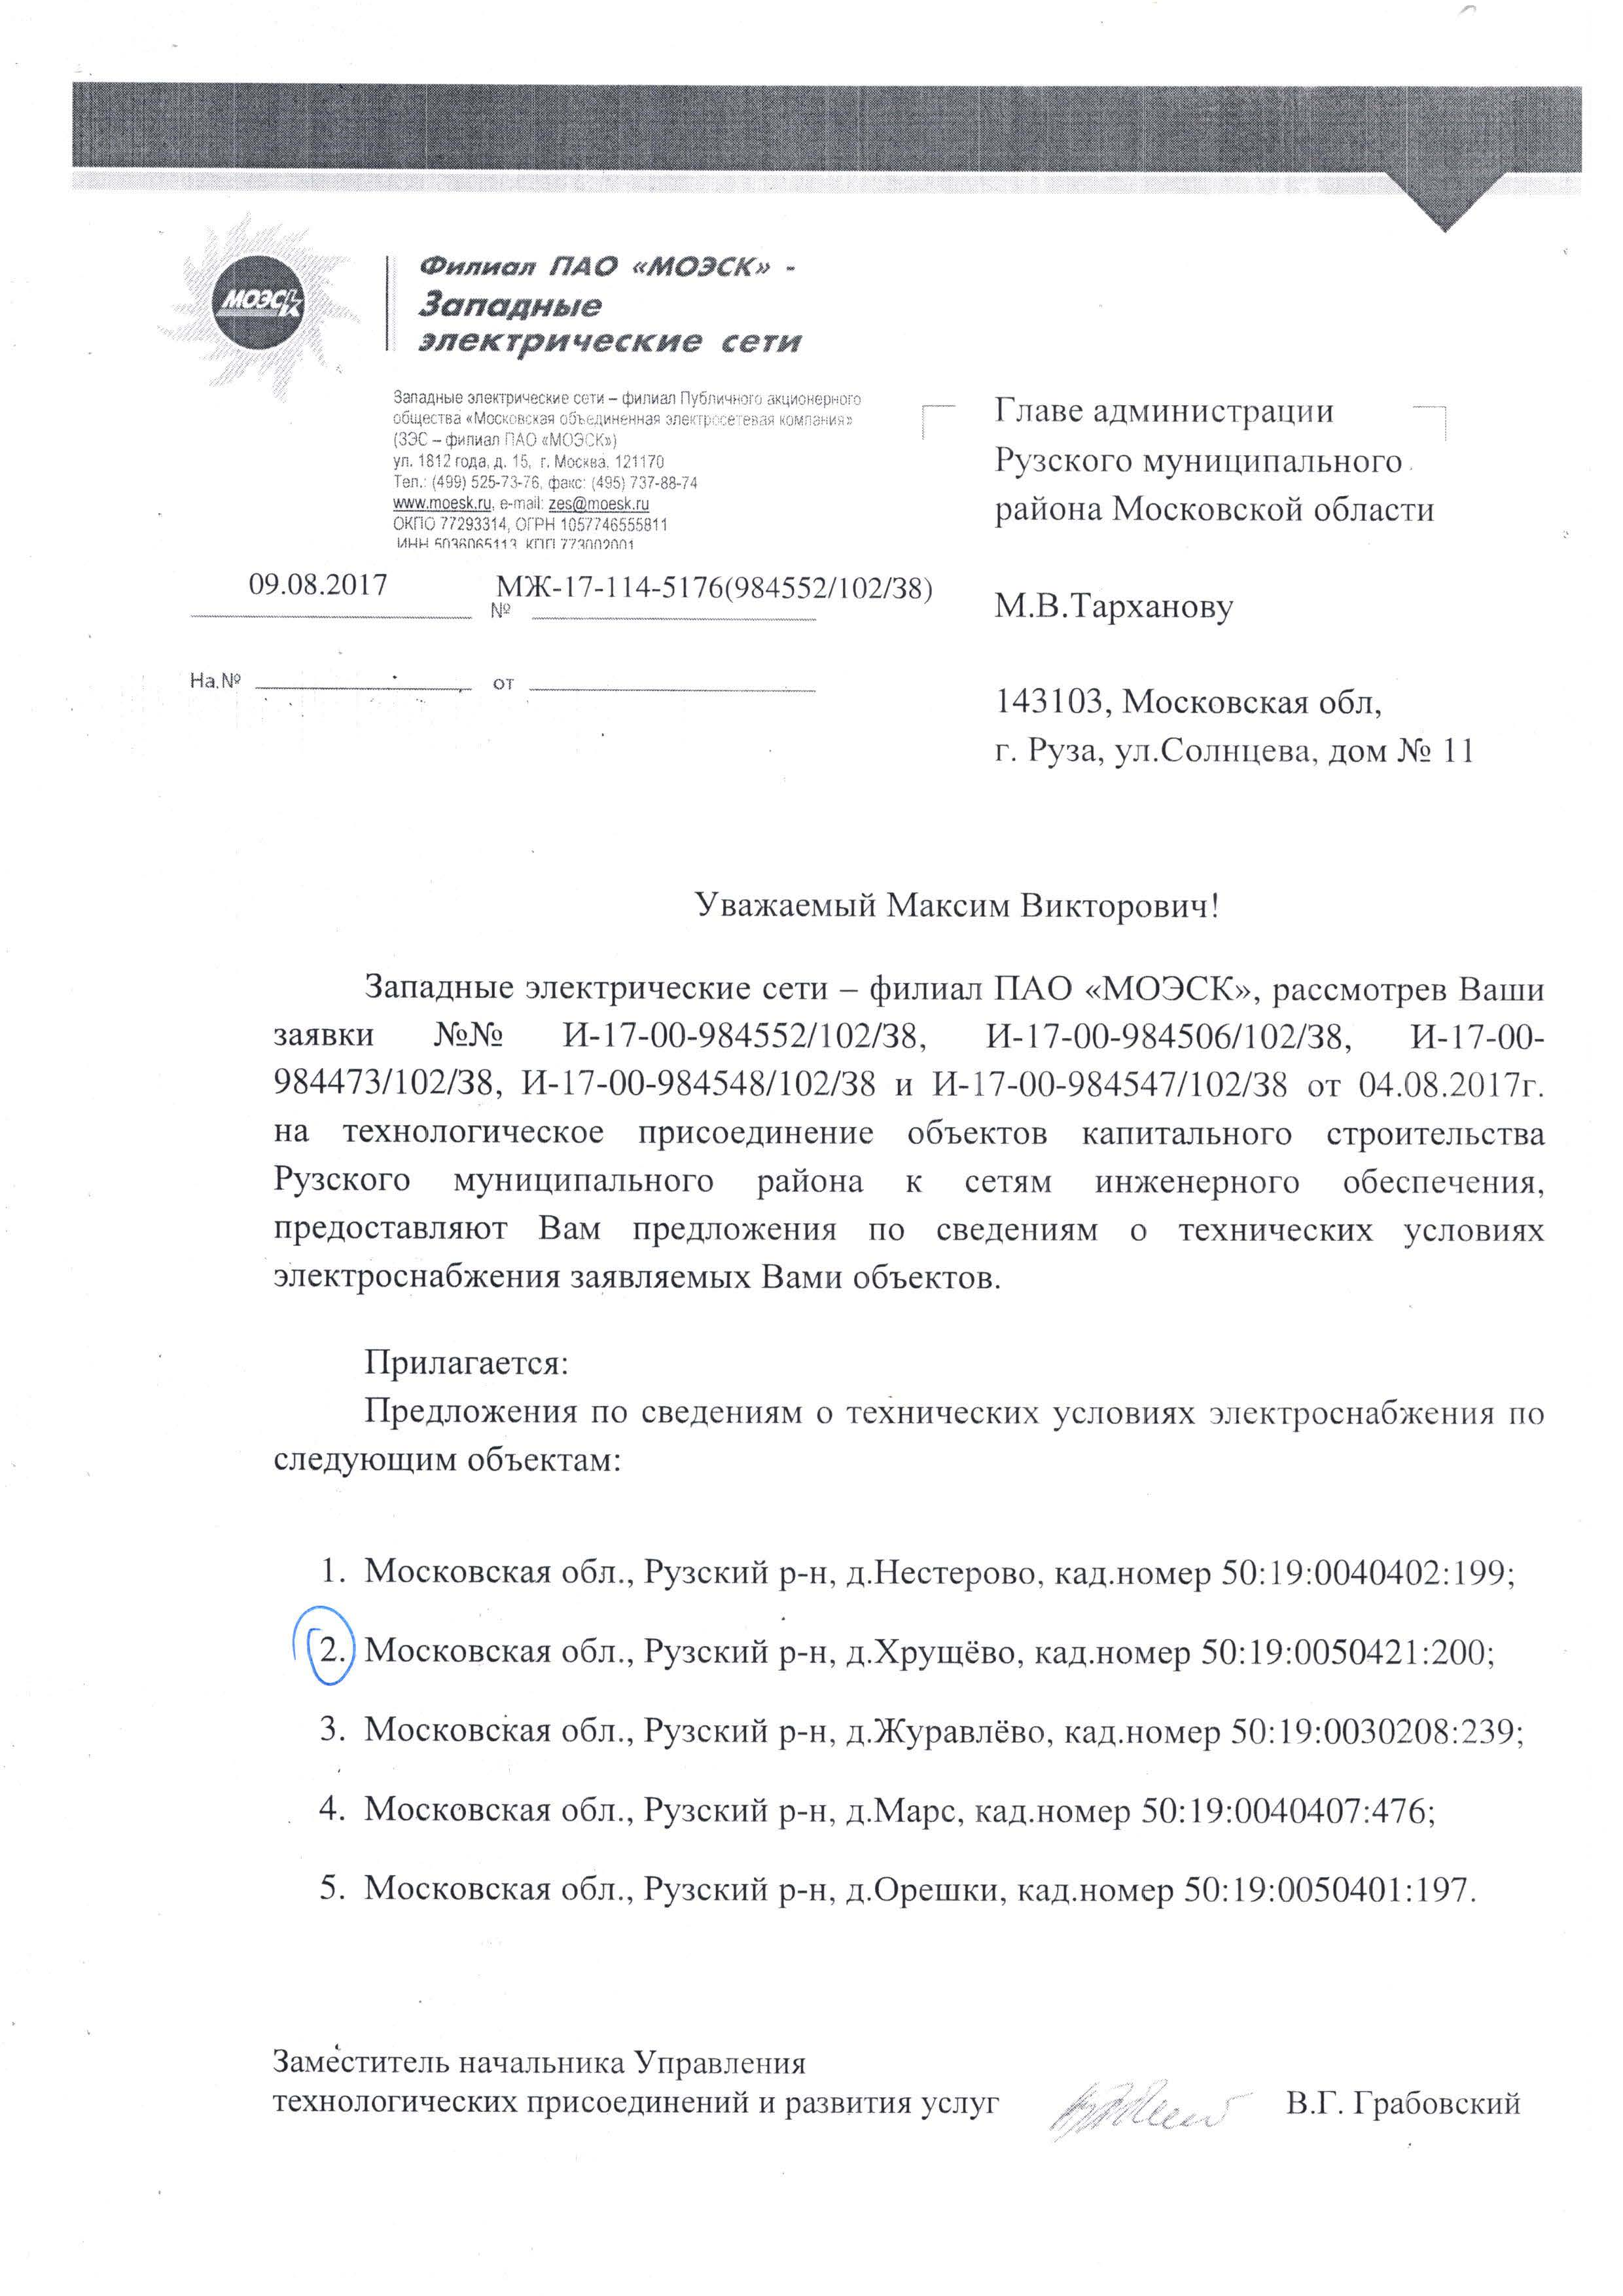 МОЭСК
Филиал ПАО «МОЭСК» -
Западные
электрические сети
Западные электрические сети – филиал Публичного акционерного
общества «Московская объединенная электросетевая компания»
(ЗЭС – филиал ПАО «МОЭСК»)
ул. 1812 года, д. 15, г. Москва, 121170
Тел.: (499) 525-73-76, факс: (495) 737-88-74
www.moesk.ru, e-mail: zes@moesk.ru
ОКПО 77293314, ОГРН 1057746555811
ИНН 5036065113 КПП 773002001
09.08.2017 МЖ-17-114-5176(984552/102/З8)
№
На.№ от
Главе администрации
Рузского муниципального
района Московской области
М.В.Тарханову
143103, Московская обл,
г. Руза, ул.Солнцева, дом № 11
Уважаемый Максим Викторович!
Западные электрические сети – филиал ПАО «МОЭСК», рассмотрев Ваши
заявки №№ И-17-00-984552/102/З8, И-17-00-984506/102/З8, И-17-00-
984473/102/З8, И-17-00-984548/102/З8 и И-17-00-984547/102/З8 от 04.08.2017г.
на технологическое присоединение объектов капитального строительства
Рузского муниципального района к сетям инженерного обеспечения,
предоставляют Вам предложения по сведениям о технических условиях
электроснабжения заявляемых Вами объектов.
Прилагается:
Предложения по сведениям о технических условиях электроснабжения по
следующим объектам:
1. Московская обл., Рузский р-н, д.Нестерово, кад.номер 50:19:0040402:199;
2. Московская обл., Рузский р-н, д.Хрущёво, кад.номер 50:19:0050421:200;
3. Московская обл., Рузский р-н, д.Журавлёво, кад.номер 50:19:0030208:239;
4. Московская обл., Рузский р-н, д.Марс, кад.номер 50:19:0040407:476;
5. Московская обл., Рузский р-н, д.Орешки, кад.номер 50:19:0050401:197.
Заместитель начальника Управления
технологических присоединений и развития услуг В.Г. Грабовский